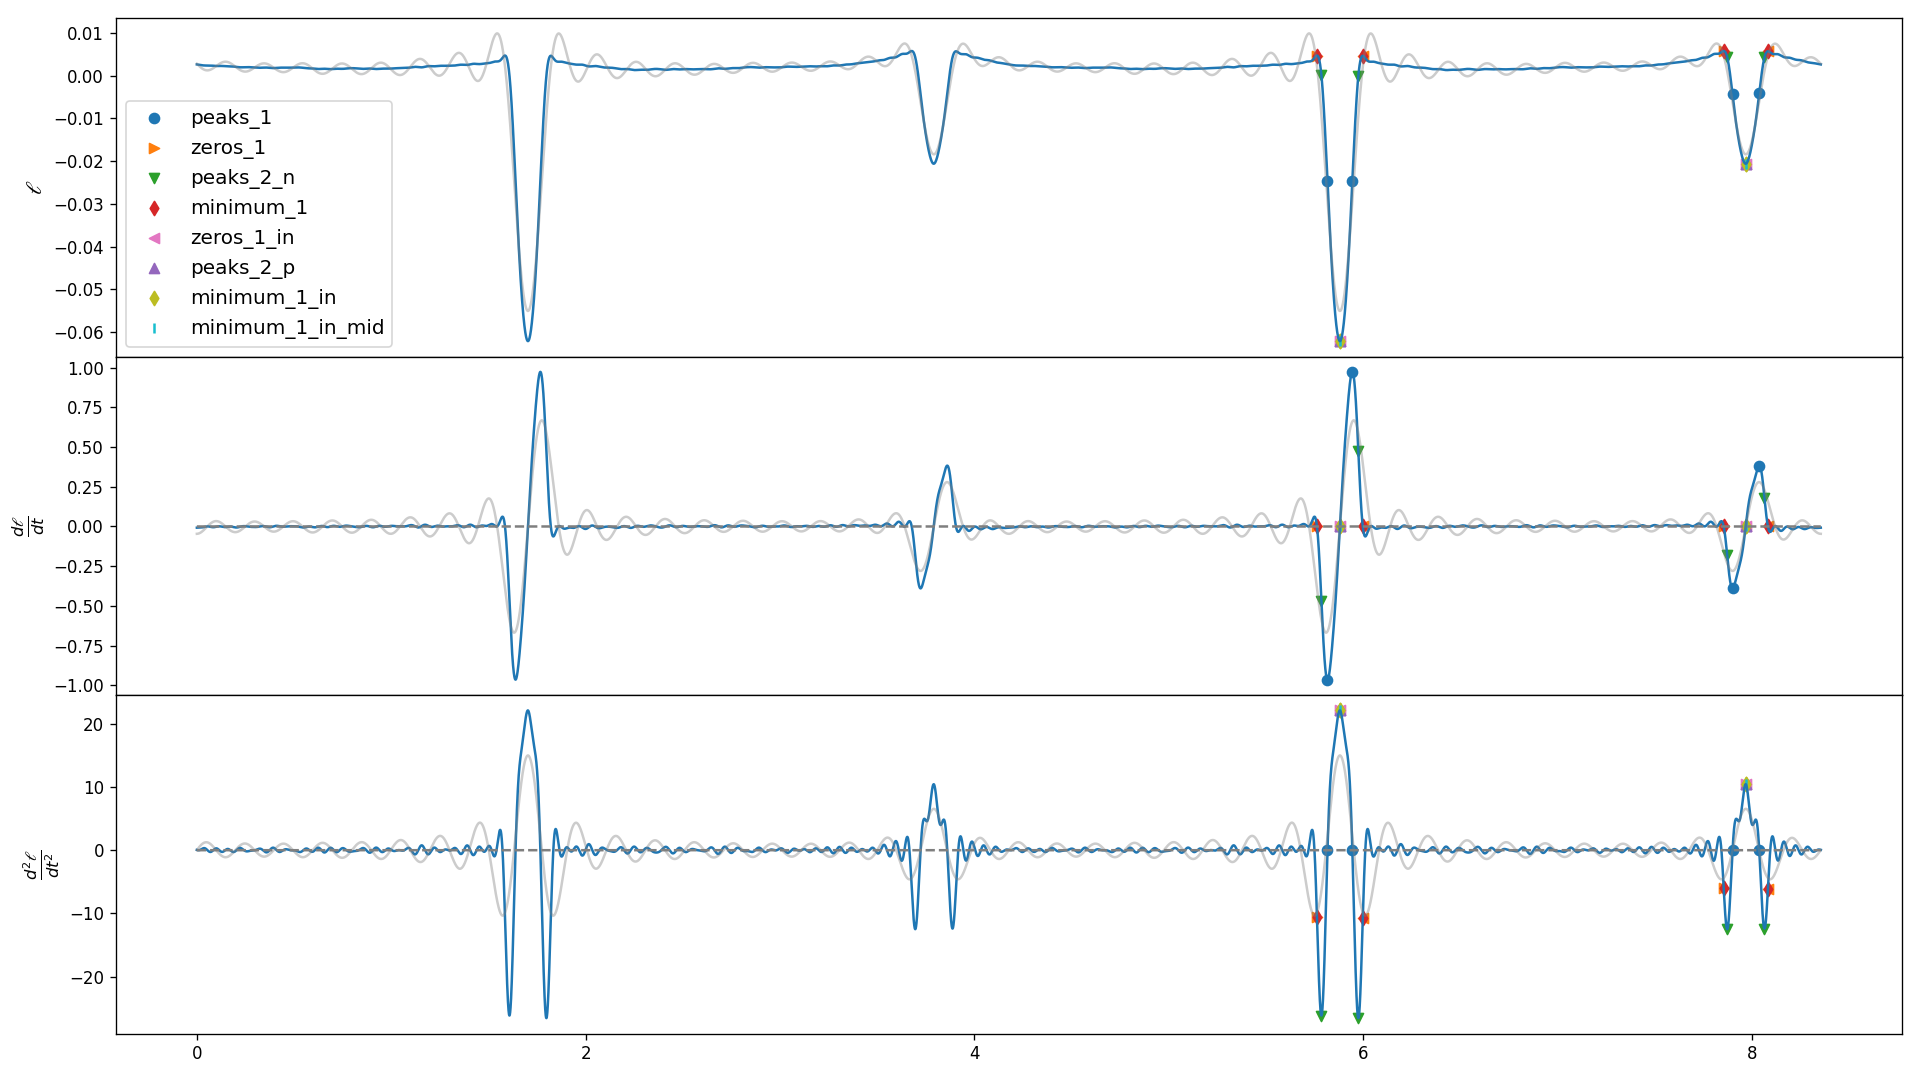 0.01
0.00
−0.01
−0.02
−0.03
−0.04
−0.05
−0.06
ℓ
peaks_1
zeros_1
peaks_2_n
minimum_1
zeros_1_in
peaks_2_p
minimum_1_in
minimum_1_in_mid
1.00
0.75
0.50
0.25
0.00
−0.25
−0.50
−0.75
−1.00
dℓ
dt
20
10
0
−10
−20
d²ℓ
dt²
0 2 4 6 8